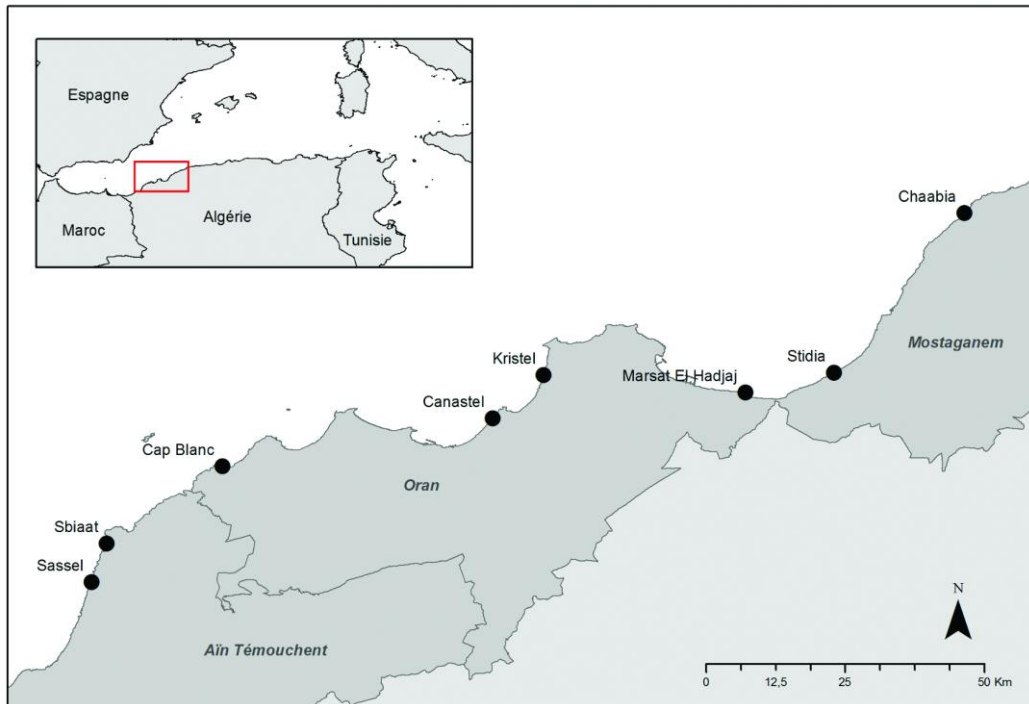 Espagne
Maroc
Algérie
Tunisie
Chaabia
Mostaganem
Stidia
Marsat El Hadjaj
Kristel
Canastel
Cap Blanc
Oran
Sbiaat
Sassel
Aïn Témouchent
N
0 12,5 25 50 Km